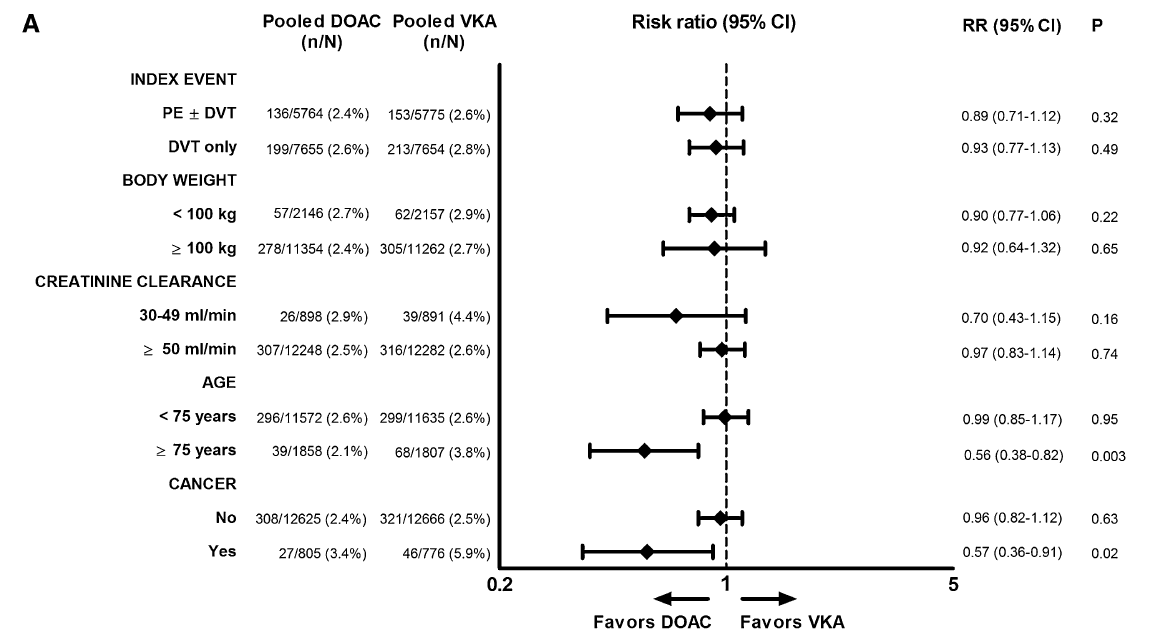 A
Pooled DOAC Pooled VKA Risk ratio (95% CI) RR (95% CI) P
(n/N) (n/N)
INDEX EVENT
PE ± DVT 136/5764 (2.4%) 153/5775 (2.6%) 0.89 (0.71-1.12) 0.32
DVT only 199/7655 (2.6%) 213/7654 (2.8%) 0.93 (0.77-1.13) 0.49
BODY WEIGHT
< 100 kg 57/2146 (2.7%) 62/2157 (2.9%) 0.90 (0.77-1.06) 0.22
≥ 100 kg 278/11354 (2.4%) 305/11262 (2.7%) 0.92 (0.64-1.32) 0.65
CREATININE CLEARANCE
30-49 ml/min 26/898 (2.9%) 39/891 (4.4%) 0.70 (0.43-1.15) 0.16
≥ 50 ml/min 307/12248 (2.5%) 316/12282 (2.6%) 0.97 (0.83-1.14) 0.74
AGE
< 75 years 296/11572 (2.6%) 299/11635 (2.6%) 0.99 (0.85-1.17) 0.95
≥ 75 years 39/1858 (2.1%) 68/1807 (3.8%) 0.56 (0.38-0.82) 0.003
CANCER
No 308/12625 (2.4%) 321/12666 (2.5%) 0.96 (0.82-1.12) 0.63
Yes 27/805 (3.4%) 46/776 (5.9%) 0.57 (0.36-0.91) 0.02
0.2 1 5
Favors DOAC Favors VKA